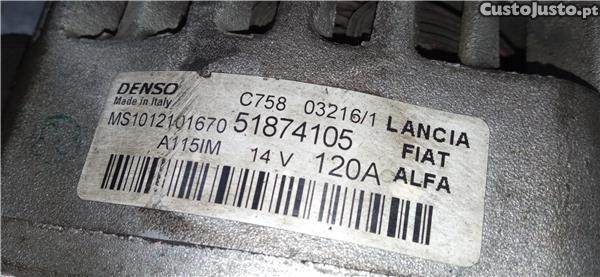 CustoJusto.pt
DENSO
Made in Italy
C758 03216/1
MS1012101670 51874105
A115IM 14 V 120A
LANCIA
FIAT
ALFA